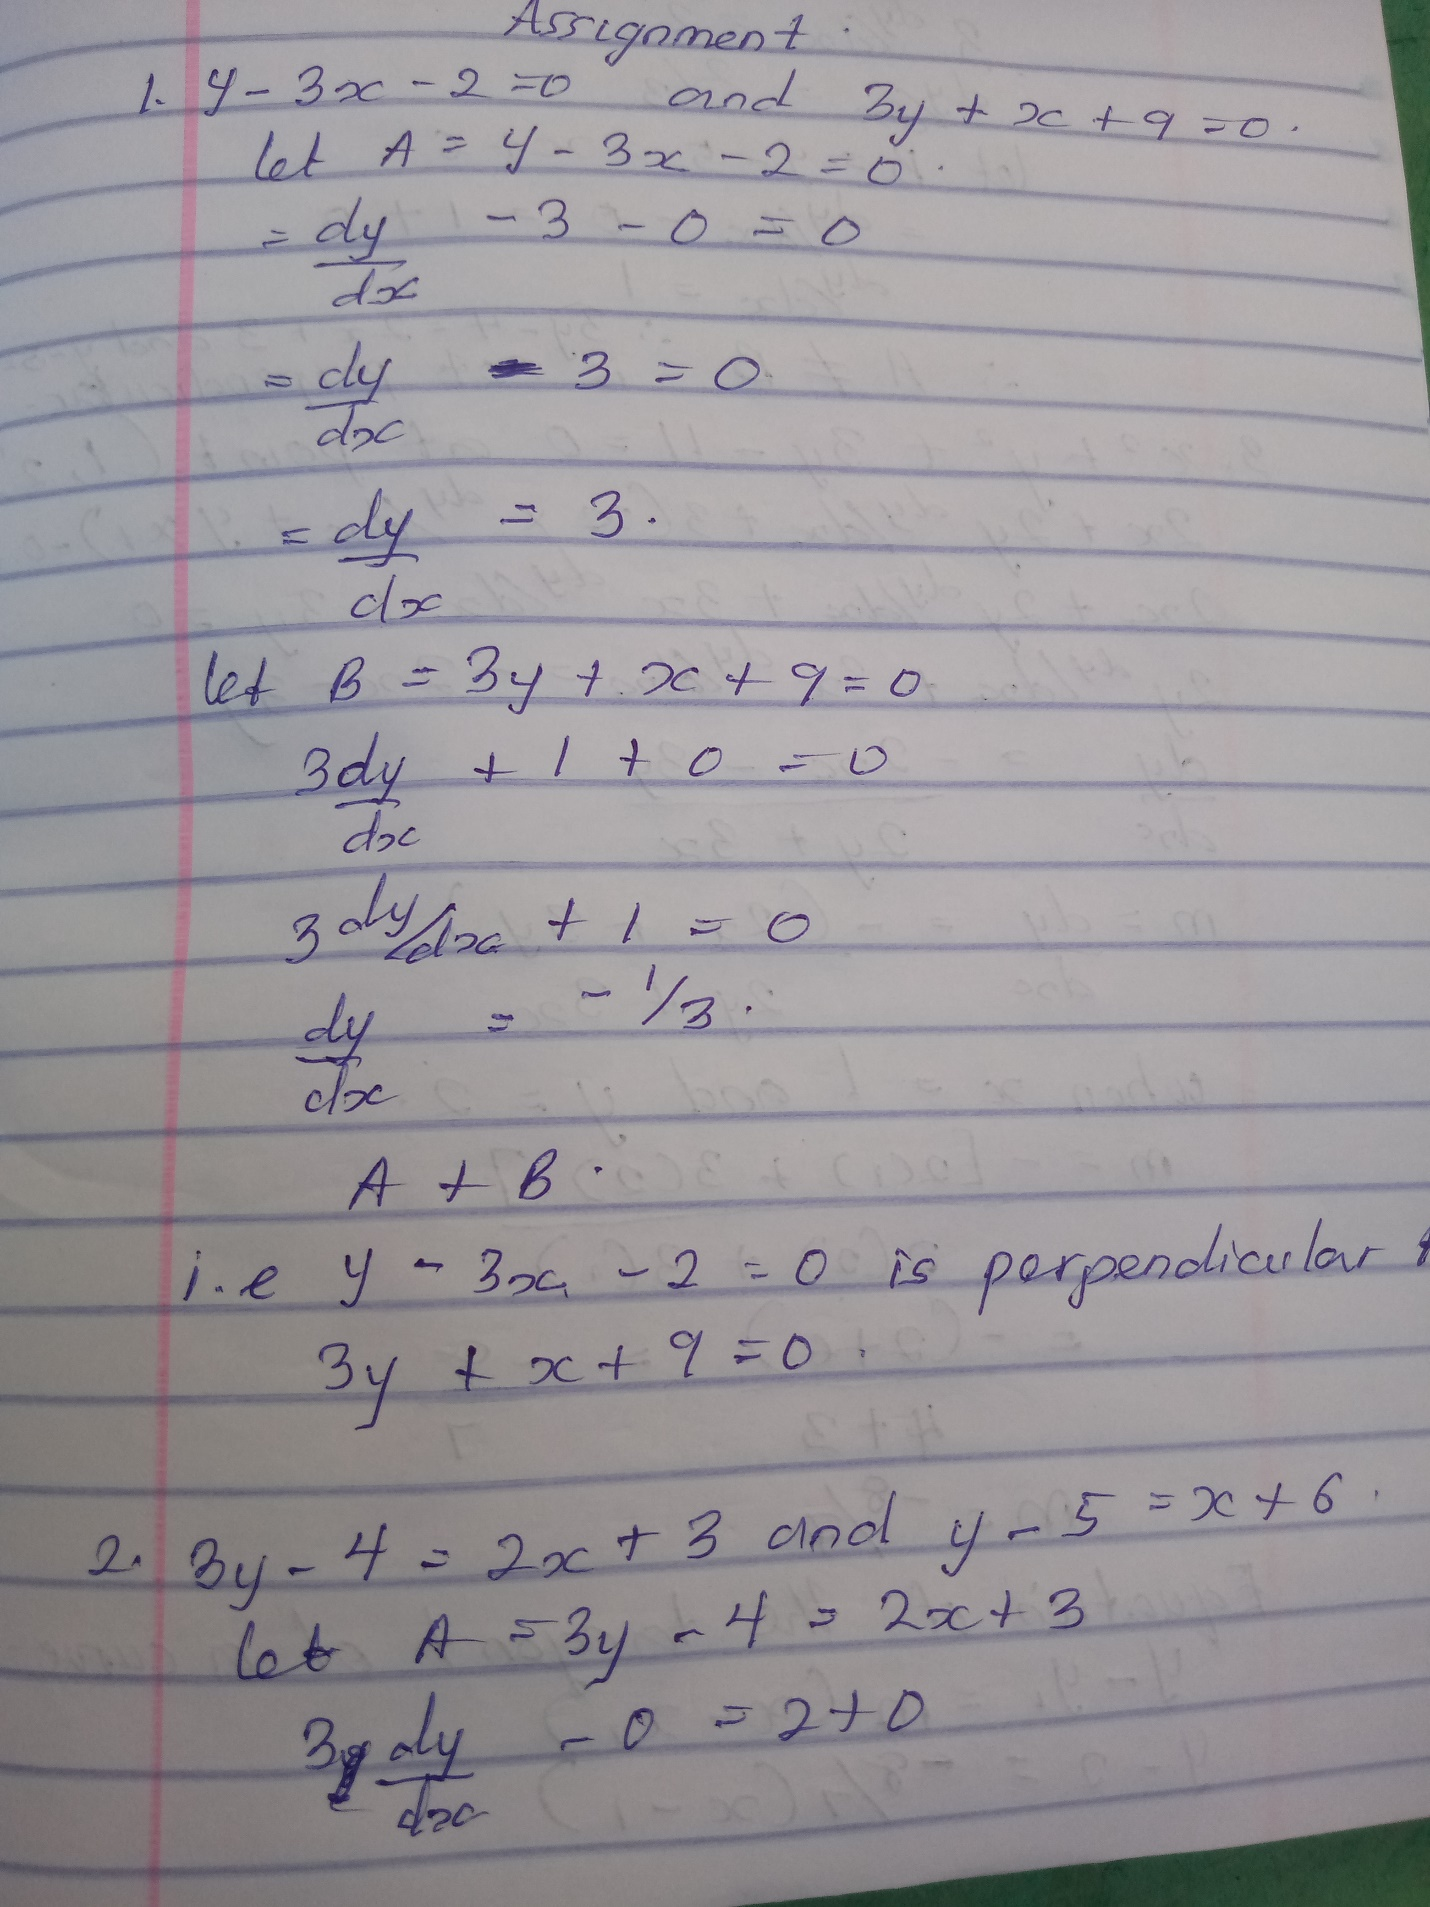 Assignment.
1. y - 3x - 2 = 0 and 3y + x + 9 = 0.
let A = y - 3x - 2 = 0.
= dy/dx - 3 - 0 = 0
= dy/dx - 3 = 0
= dy/dx = 3.
let B = 3y + x + 9 = 0
3dy/dx + 1 + 0 = 0
3 dy/dx + 1 = 0
dy/dx = - 1/3.
A + B.
i.e y - 3x - 2 = 0 is perpendicular
3y + x + 9 = 0.
2. 3y - 4 = 2x + 3 and y - 5 = x + 6.
let A = 3y - 4 = 2x + 3
3 dy/dx - 0 = 2 + 0